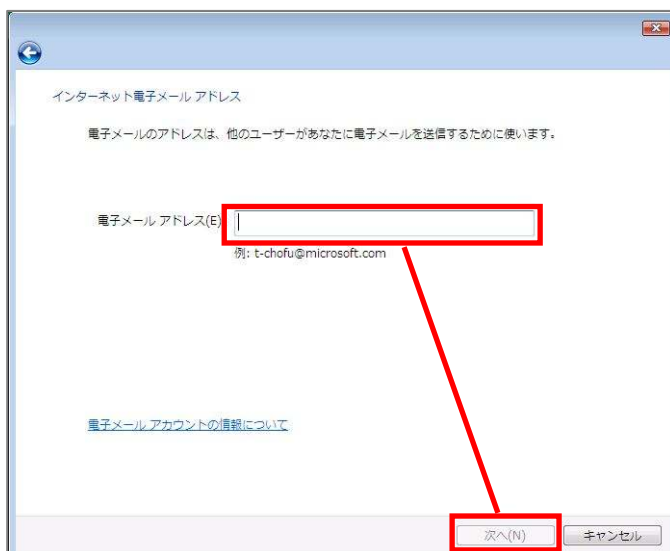 インターネット電子メール アドレス
電子メールのアドレスは、他のユーザーがあなたに電子メールを送信するために使います。
電子メール アドレス(E)
例: t-chofu@microsoft.com
電子メール アカウントの情報について
次へ(N)
キャンセル